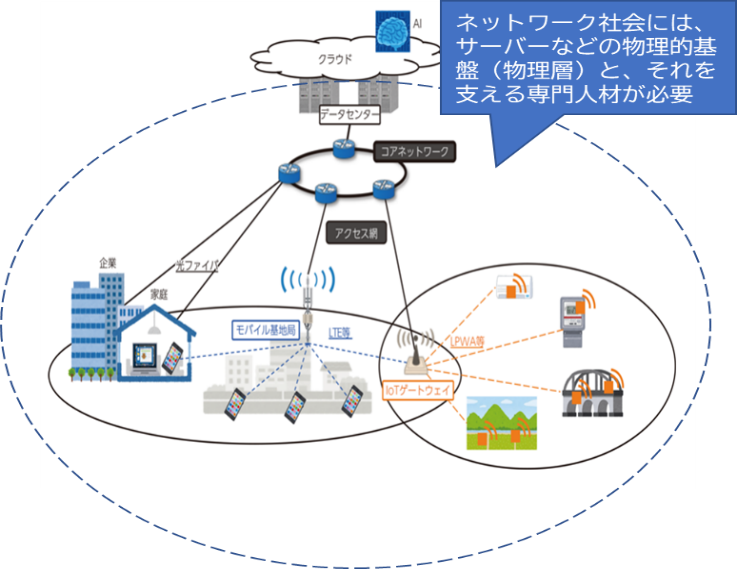 AI
クラウド
データセンター
ネットワーク社会には、
サーバーなどの物理的基
盤（物理層）と、それを
支える専門人材が必要
コアネットワーク
アクセス網
光ファイバ
企業
家庭
モバイル基地局
LTE等
LPWA等
IoTゲートウェイ